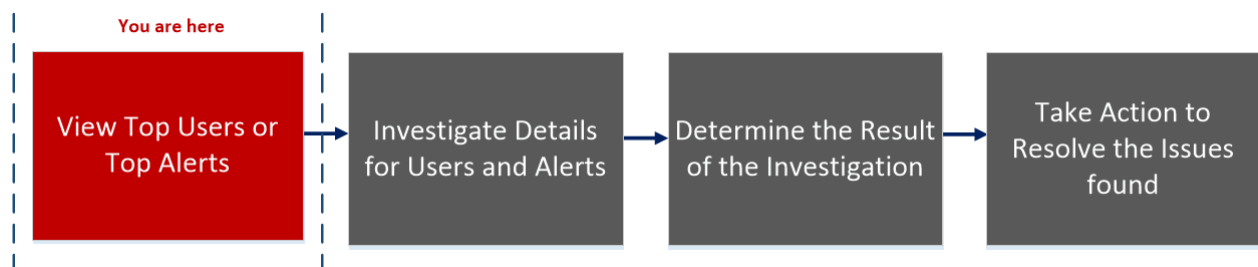 You are here
View Top Users or
Top Alerts
Investigate Details
for Users and Alerts
Determine the Result
of the Investigation
Take Action to
Resolve the Issues
found